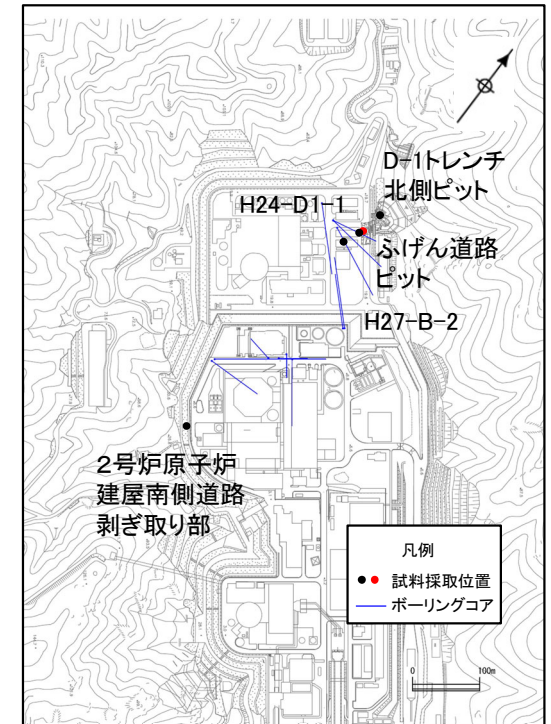 D-1トレンチ
北側ピット
H24-D1-1
ふげん道路
ピット
H27-B-2
2号炉原子炉
建屋南側道路
剥ぎ取り部
凡例
試料採取位置
ボーリングコア
0 100m